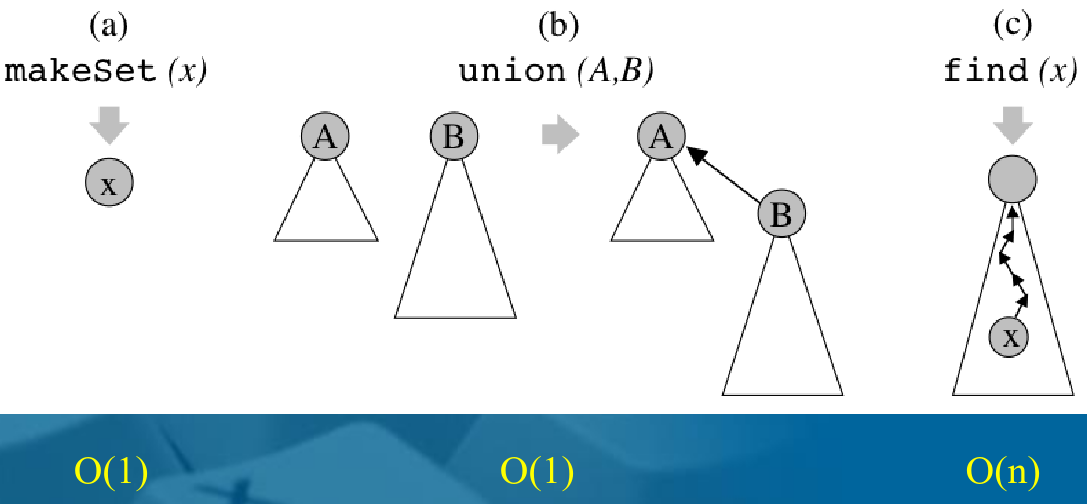 (a) (b) (c)
makeSet (x) union (A,B) find (x)
A B A
x
B
x
O(1) O(1) O(n)